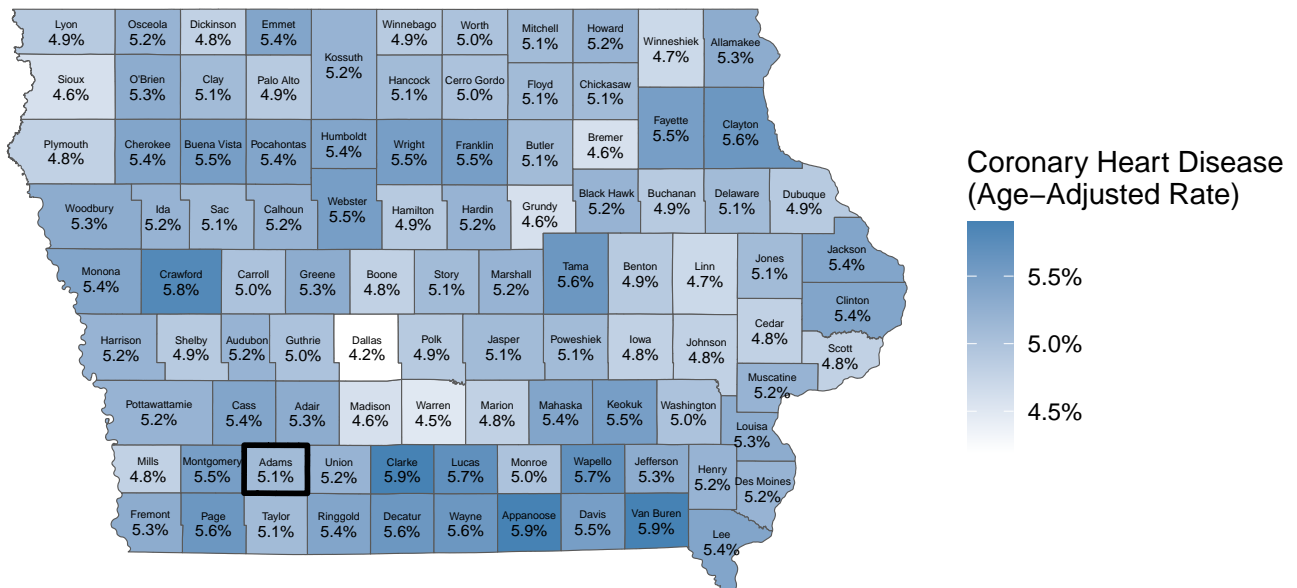 Lyon
4.9%
Osceola
5.2%
Dickinson
4.8%
Emmet
5.4%
Kossuth
5.2%
Winnebago
4.9%
Worth
5.0%
Mitchell
5.1%
Howard
5.2%
Winneshiek
4.7%
Allamakee
5.3%
Sioux
4.6%
O'Brien
5.3%
Clay
5.1%
Palo Alto
4.9%
Hancock
5.1%
Cerro Gordo
5.0%
Floyd
5.1%
Chickasaw
5.1%
Fayette
5.5%
Clayton
5.6%
Plymouth
4.8%
Cherokee
5.4%
Buena Vista
5.5%
Pocahontas
5.4%
Humboldt
5.4%
Wright
5.5%
Franklin
5.5%
Butler
5.1%
Bremer
4.6%
Woodbury
5.3%
Ida
5.2%
Sac
5.1%
Calhoun
5.2%
Webster
5.5%
Hamilton
4.9%
Hardin
5.2%
Grundy
4.6%
Black Hawk
5.2%
Buchanan
4.9%
Delaware
5.1%
Dubuque
4.9%
Monona
5.4%
Crawford
5.8%
Carroll
5.0%
Greene
5.3%
Boone
4.8%
Story
5.1%
Marshall
5.2%
Tama
5.6%
Benton
4.9%
Linn
4.7%
Jones
5.1%
Jackson
5.4%
Clinton
5.4%
Harrison
5.2%
Shelby
4.9%
Audubon
5.2%
Guthrie
5.0%
Dallas
4.2%
Polk
4.9%
Jasper
5.1%
Poweshiek
5.1%
Iowa
4.8%
Johnson
4.8%
Cedar
4.8%
Scott
4.8%
Muscatine
5.2%
Pottawattamie
5.2%
Cass
5.4%
Adair
5.3%
Madison
4.6%
Warren
4.5%
Marion
4.8%
Mahaska
5.4%
Keokuk
5.5%
Washington
5.0%
Louisa
5.3%
Mills
4.8%
Montgomery
5.5%
Adams
5.1%
Union
5.2%
Clarke
5.9%
Lucas
5.7%
Monroe
5.0%
Wapello
5.7%
Jefferson
5.3%
Henry
5.2%
Des Moines
5.2%
Fremont
5.3%
Page
5.6%
Taylor
5.1%
Ringgold
5.4%
Decatur
5.6%
Wayne
5.6%
Appanoose
5.9%
Davis
5.5%
Van Buren
5.9%
Lee
5.4%
Coronary Heart Disease
(Age−Adjusted Rate)
5.5%
5.0%
4.5%